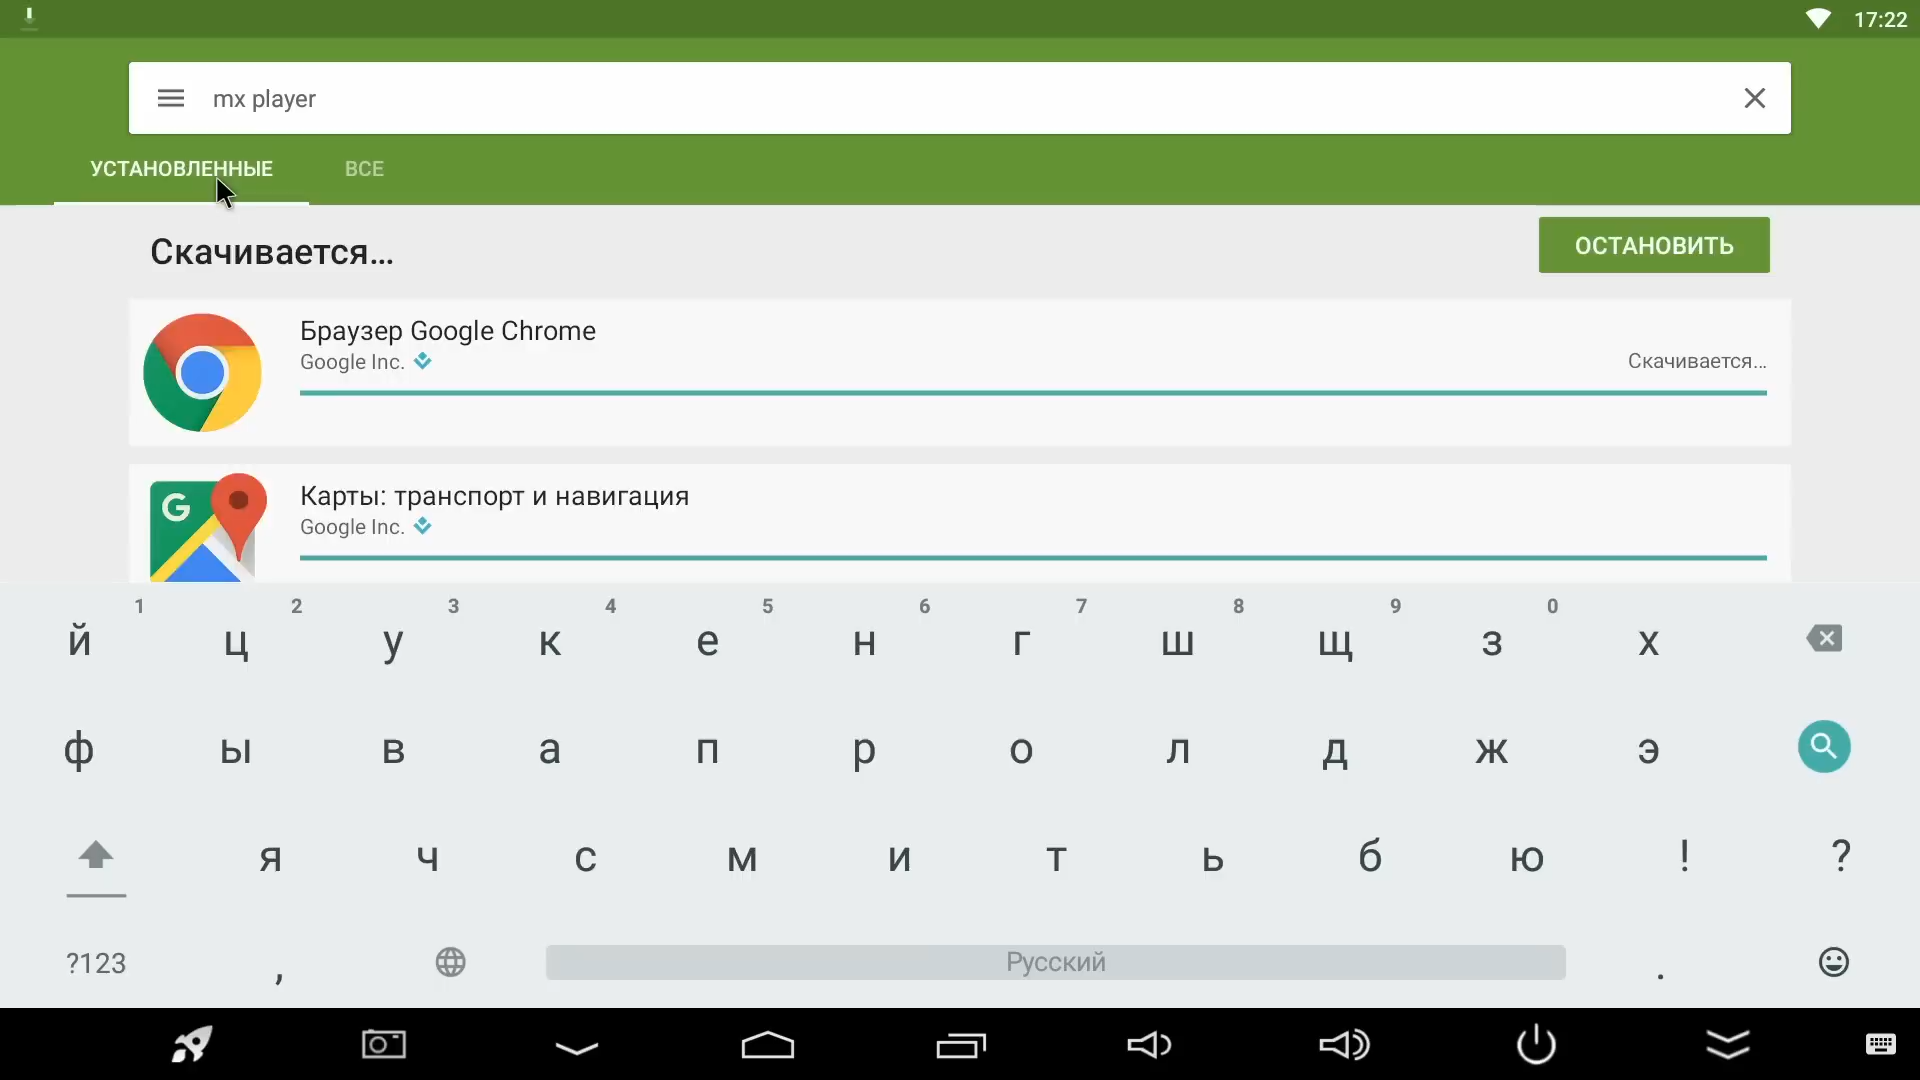 17:22
mx player
УСТАНОВЛЕННЫЕ ВСЕ
Скачивается...
ОСТАНОВИТЬ
Браузер Google Chrome
Google Inc.
Скачивается...
G
Карты: транспорт и навигация
Google Inc.
1 2 3 4 5 6 7 8 9 0
й ц у к е н г ш щ з х
ф ы в а п р о л д ж э
я ч с м и т ь б ю ! ?
?123 , Русский .